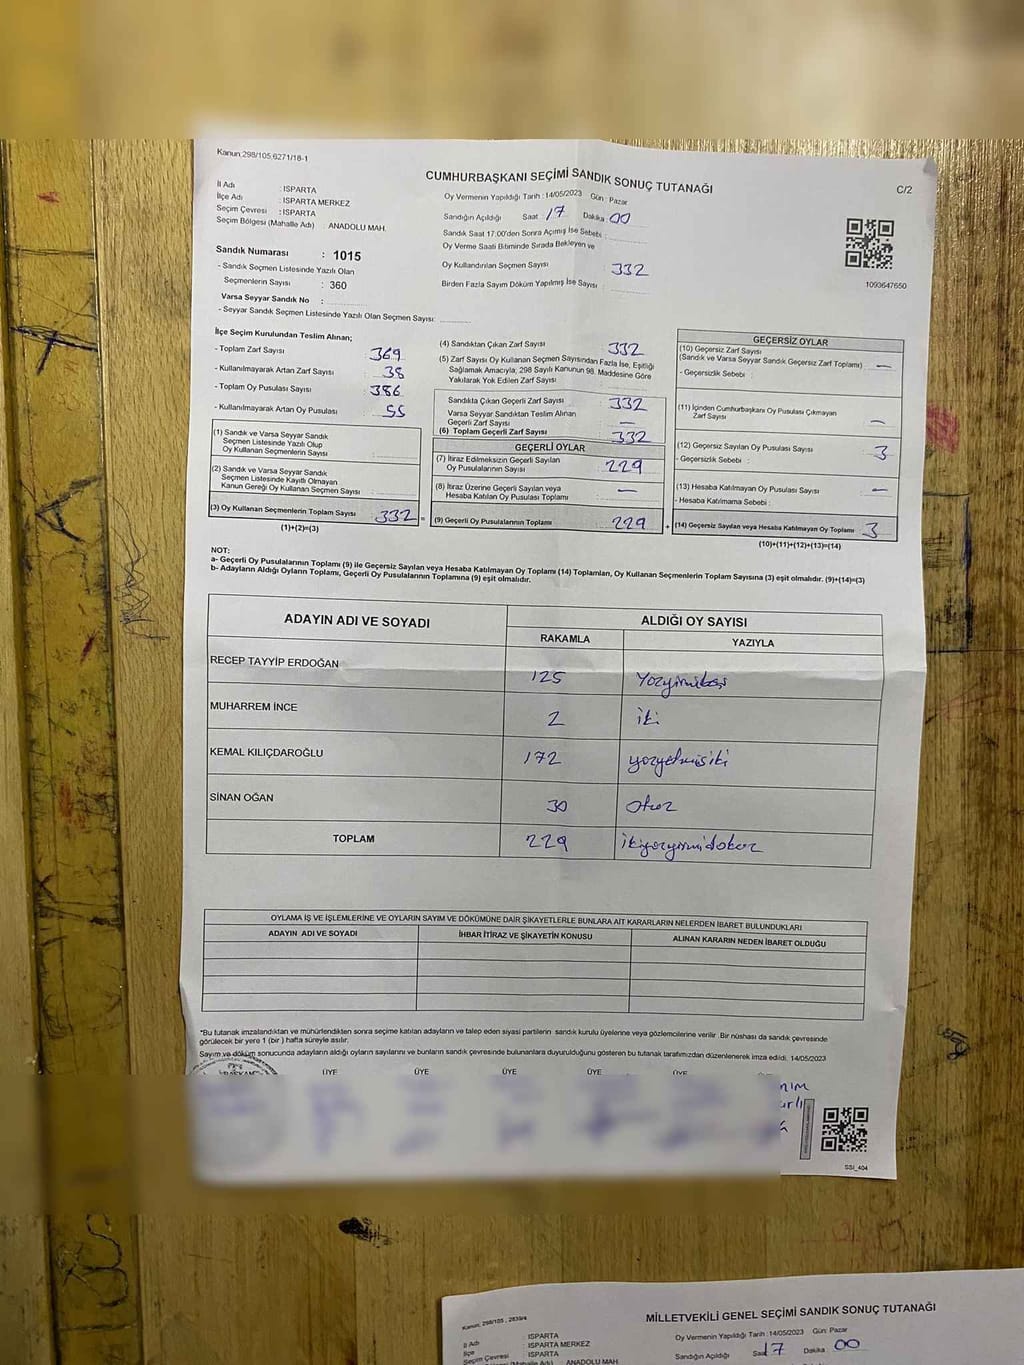 Kanun,298/105,6271/18-1
CUMHURBAŞKANI SEÇİMİ SANDIK SONUÇ TUTANAĞI
C/2
İl Adı : ISPARTA
İlçe Adı : ISPARTA MERKEZ
Seçim Çevresi : ISPARTA
Seçim Bölgesi (Mahalle Adı) : ANADOLU MAH.
Sandık Numarası : 1015
- Sandık Seçmen Listesinde Yazılı Olan
Seçmenlerin Sayısı : 360
Varsa Seyyar Sandık No :
- Seyyar Sandık Seçmen Listesinde Yazılı Olan Seçmen Sayısı:
Oy Vermenin Yapıldığı Tarih : 14/05/2023 Gün : Pazar
Sandığın Açıldığı Saat : 17 Dakika : 00
Sandık Saat 17.00'den Sonra Açımış İse Sebebi :
Oy Verme Saati Bitiminde Sırada Bekleyen ve
Oy Kullandırılan Seçmen Sayısı : 332
Birden Fazla Sayım Döküm Yapılmış İse Sayısı :
1093647650
İlçe Seçim Kurulundan Teslim Alınan;
- Toplam Zarf Sayısı 369
- Kullanılmayarak Artan Zarf Sayısı 38
- Toplam Oy Pusulası Sayısı 386
- Kullanılmayarak Artan Oy Pusulası 55
(1) Sandık ve Varsa Seyyar Sandık
Seçmen Listesinde Yazılı Olup
Oy Kullanan Seçmen Sayısı
(2) Sandık ve Varsa Seyyar Sandık
Seçmen Listesinde Kayıtlı Olmayan
Kanun Gereği Oy Kullanan Seçmen Sayısı
(3) Oy Kullanan Seçmenlerin Toplam Sayısı 332
(1)+(2)=(3)
(4) Sandıktan Çıkan Zarf Sayısı 332
(5) Zarf Sayısı Oy Kullanan Seçmen Sayısından Fazla İse, Eşitliği
Sağlamak Amacıyla, 298 Sayılı Kanunun 98. Maddesine Göre
Yakılarak Yok Edilen Zarf Sayısı
Sandıkta Çıkan Geçerli Zarf Sayısı 332
Varsa Seyyar Sandıktan Teslim Alınan
Geçerli Zarf Sayısı —
(6) Toplam Geçerli Zarf Sayısı 332
GEÇERLİ OYLAR
(7) İtiraz Edilmeksizin Geçerli Sayılan
Oy Pusulalarının Sayısı 229
(8) İtiraz Üzerine Geçerli Sayılan veya
Hesaba Katılan Oy Pusulası Toplamı —
(9) Geçerli Oy Pusulalarının Toplamı 229
GEÇERSİZ OYLAR
(10) Geçersiz Zarf Sayısı
(Sandık ve Varsa Seyyar Sandık Geçersiz Zarf Toplamı) —
- Geçersizlik Sebebi :
(11) İçinden Cumhurbaşkanı Oy Pusulası Çıkmayan
Zarf Sayısı —
(12) Geçersiz Sayılan Oy Pusulası Sayısı 3
- Geçersizlik Sebebi :
(13) Hesaba Katılmayan Oy Pusulası Sayısı —
- Hesaba Katılmama Sebebi :
+ (14) Geçersiz Sayılan veya Hesaba Katılmayan Oy Toplamı 3
(10)+(11)+(12)+(13)=(14)
NOT:
a- Geçerli Oy Pusulalarının Toplamı (9) ile Geçersiz Sayılan veya Hesaba Katılmayan Oy Toplamı (14) Toplamları, Oy Kullanan Seçmenlerin Toplam Sayısına (3) eşit olmalıdır. (9)+(14)=(3)
b- Adayların Aldığı Oyların Toplamı, Geçerli Oy Pusulalarının Toplamına (9) eşit olmalıdır.
ADAYIN ADI VE SOYADI ALDIĞI OY SAYISI
RAKAMLA YAZIYLA
RECEP TAYYİP ERDOĞAN 125 Yüzyirmibeş
MUHARREM İNCE 2 iki
KEMAL KILIÇDAROĞLU 172 yüzyetmişiki
SİNAN OĞAN 30 Otuz
TOPLAM 229 ikiyüzyirmidokuz
OYLAMA İŞ VE İŞLEMLERİNE VE OYLARIN SAYIM VE DÖKÜMÜNE DAİR ŞİKAYETLERLE BUNLARA AİT KARARLARIN NELERDEN İBARET BULUNDUKLARI
ADAYIN ADI VE SOYADI İHBAR İTİRAZ VE ŞİKAYETİN KONUSU ALINAN KARARIN NEDEN İBARET OLDUĞU
*Bu tutanak imzalandıktan ve mühürlendikten sonra seçime katılan adayların ve talep eden siyasi partilerin sandık kurulu üyelerine veya gözlemcilerine verilir. Bir nüshası da sandık çevresinde
görülecek bir yere 1 (bir) hafta süreyle asılır.
Sayım ve döküm sonucunda adayların aldığı oyların sayılarını ve bunların sandık çevresinde bulunanlara duyurulduğunu gösteren bu tutanak tarafımızdan düzenlenerek imza edildi. 14/05/2023
BAŞKAN ÜYE ÜYE ÜYE ÜYE ÜYE
SSI_404
Kanun, 298/105, 2839/4
MİLLETVEKİLİ GENEL SEÇİMİ SANDIK SONUÇ TUTANAĞI
İl Adı : ISPARTA
İlçe : ISPARTA MERKEZ
Seçim Çevresi : ISPARTA
ANADOLU MAH.
Oy Vermenin Yapıldığı Tarih : 14/05/2023 Gün: Pazar
Sandığın Açıldığı Saat 17 Dakika : 00